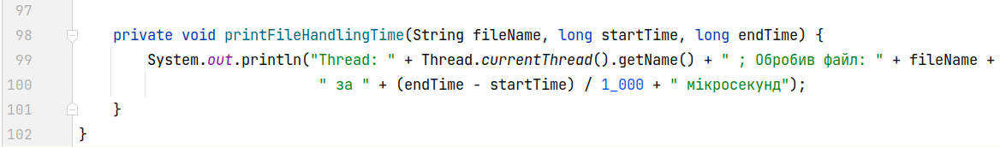 97
98 private void printFileHandlingTime(String fileName, long startTime, long endTime) {
99 System.out.println("Thread: " + Thread.currentThread().getName() + " ; Обробив файл: " + fileName +
100 " за " + (endTime - startTime) / 1_000 + " мікросекунд");
101 }
102 }